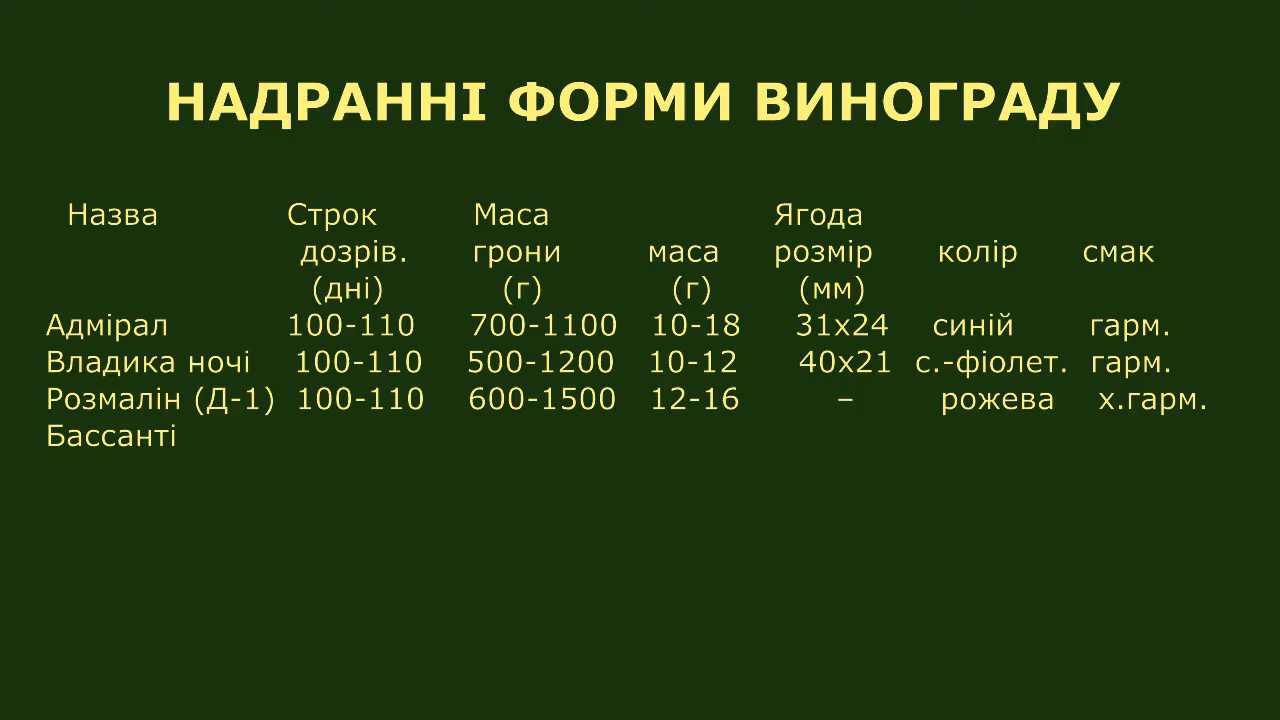 НАДРАННІ ФОРМИ ВИНОГРАДУ
Назва Строк Маса Ягода
дозрів. грони маса розмір колір смак
(дні) (г) (г) (мм)
Адмірал 100-110 700-1100 10-18 31х24 синій гарм.
Владика ночі 100-110 500-1200 10-12 40х21 с.-фіолет. гарм.
Розмалін (Д-1) 100-110 600-1500 12-16 – рожева х.гарм.
Бассанті